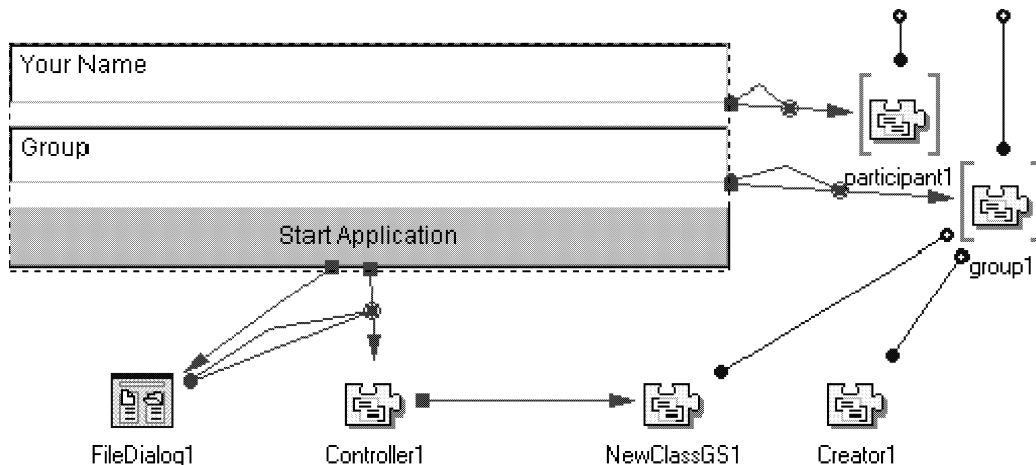 Your Name
Group
participant1
Start Application
group1
FileDialog1
Controller1
NewClassGS1
Creator1